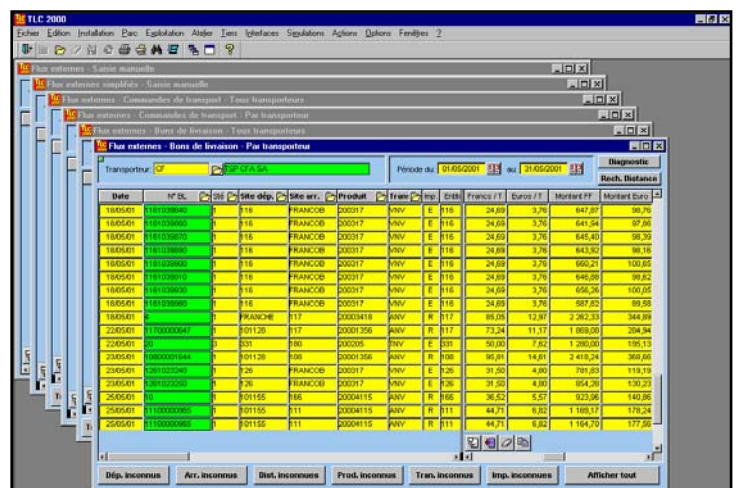 TLC 2000
Fichier Edition Installation Parc Exploitation Atelier Tiers Interfaces Simulations Actions Options Fenêtres ?
Flux externes - Saisie manuelle
Flux externes simplifiés - Saisie manuelle
Flux externes - Commandes de transport - Tous transporteurs
Flux externes - Commandes de transport - Par transporteur
Flux externes - Bons de livraison - Tous transporteurs
Flux externes - Bons de livraison - Par transporteur
Transporteur: CF TSP CFA SA Période du: 01/05/2001 au: 31/05/2001 Diagnostic
Rech. Distance
Date N° BL Sté Site dép. Site arr. Produit Tran Imp. Entité Francs / T Euros / T Montant FF Montant Euro
18/05/01 1 116 FRANCOB 200317 VNV E 116 24,69 3,76 647,87 98,76
18/05/01 1 116 FRANCOB 200317 VNV E 116 24,69 3,76 641,94 97,86
18/05/01 1 116 FRANCOB 200317 VNV E 116 24,69 3,76 645,40 98,39
18/05/01 1 116 FRANCOB 200317 VNV E 116 24,69 3,76 643,92 98,16
18/05/01 1 116 FRANCOB 200317 VNV E 116 24,69 3,76 660,21 100,65
18/05/01 1 116 FRANCOB 200317 VNV E 116 24,69 3,76 98,62
18/05/01 1 116 FRANCOB 200317 VNV E 116 24,69 3,76 656,26 100,05
18/05/01 1 116 FRANCOB 200317 VNV E 116 24,69 3,76 587,62 89,58
18/05/01 1 FRANCHE 117 20003418 ANV R 117 85,05 12,97 2 262,33 344,89
22/05/01 11700000647 1 101128 117 20001356 ANV R 117 73,24 11,17 284,94
22/05/01 20 3 331 180 200205 TNV E 331 50,00 7,62 1 280,00 195,13
23/05/01 10800001644 1 101128 108 20001356 ANV R 108 95,81 14,61 2 418,24 368,66
23/05/01 1261023240 1 126 FRANCOB 200317 ANV E 126 31,50 4,80 781,83 119,19
23/05/01 1261023250 1 126 FRANCOB 200317 ANV E 126 31,50 4,80 854,28 130,23
25/05/01 10 1 101155 166 20004115 ANV R 166 36,52 5,57 923,96 140,86
25/05/01 11100000965 1 101155 111 20004115 ANV R 111 44,71 6,82 1 169,17 178,24
25/05/01 11100000965 1 101155 111 20004115 ANV R 111 44,71 6,82 1 164,70 177,56
Dép. inconnus Arr. inconnus Dist. inconnues Prod. inconnus Tran. inconnus Imp. inconnues Afficher tout